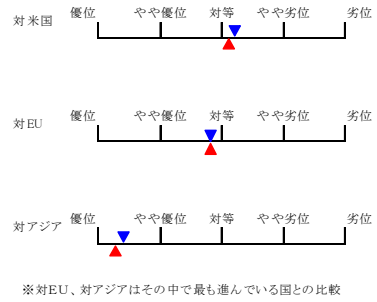 対米国 優位 やや優位 対等 やや劣位 劣位
対EU 優位 やや優位 対等 やや劣位 劣位
対アジア 優位 やや優位 対等 やや劣位 劣位
※対EU、対アジアはその中で最も進んでいる国との比較